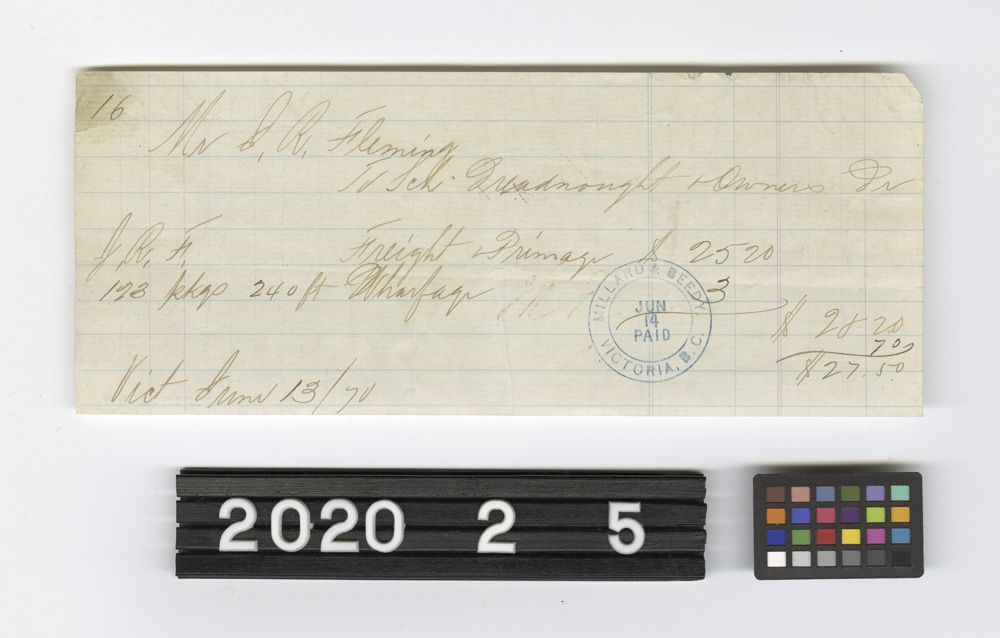 16
Mr J. R. Fleming
To Sch. Dreadnought & Owners Dr
J. R. F. Freight & Primage $ 25 20
123 pkgs 240 ft Wharfage 3
$ 28 20
70
$27.50
MILLARD & BEEDY.
JUN
14
PAID
VICTORIA, B.C.
Vict June 13/70
2020 2 5